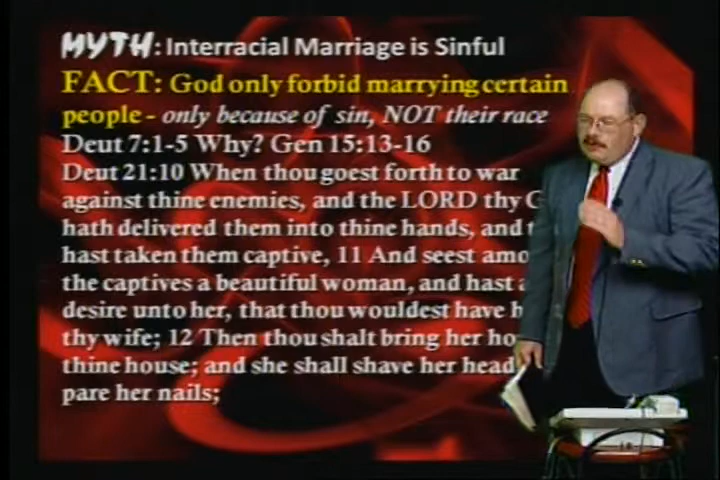 MYTH: Interracial Marriage is Sinful
FACT: God only forbid marrying certain
people - only because of sin, NOT their race
Deut 7:1-5 Why? Gen 15:13-16
Deut 21:10 When thou goest forth to war
against thine enemies, and the LORD thy
hath delivered them into thine hands, and
hast taken them captive, 11 And seest
the captives a beautiful woman, and hast
desire unto her, that thou wouldest have
thy wife; 12 Then thou shalt bring her
thine house; and she shall shave her head
pare her nails;